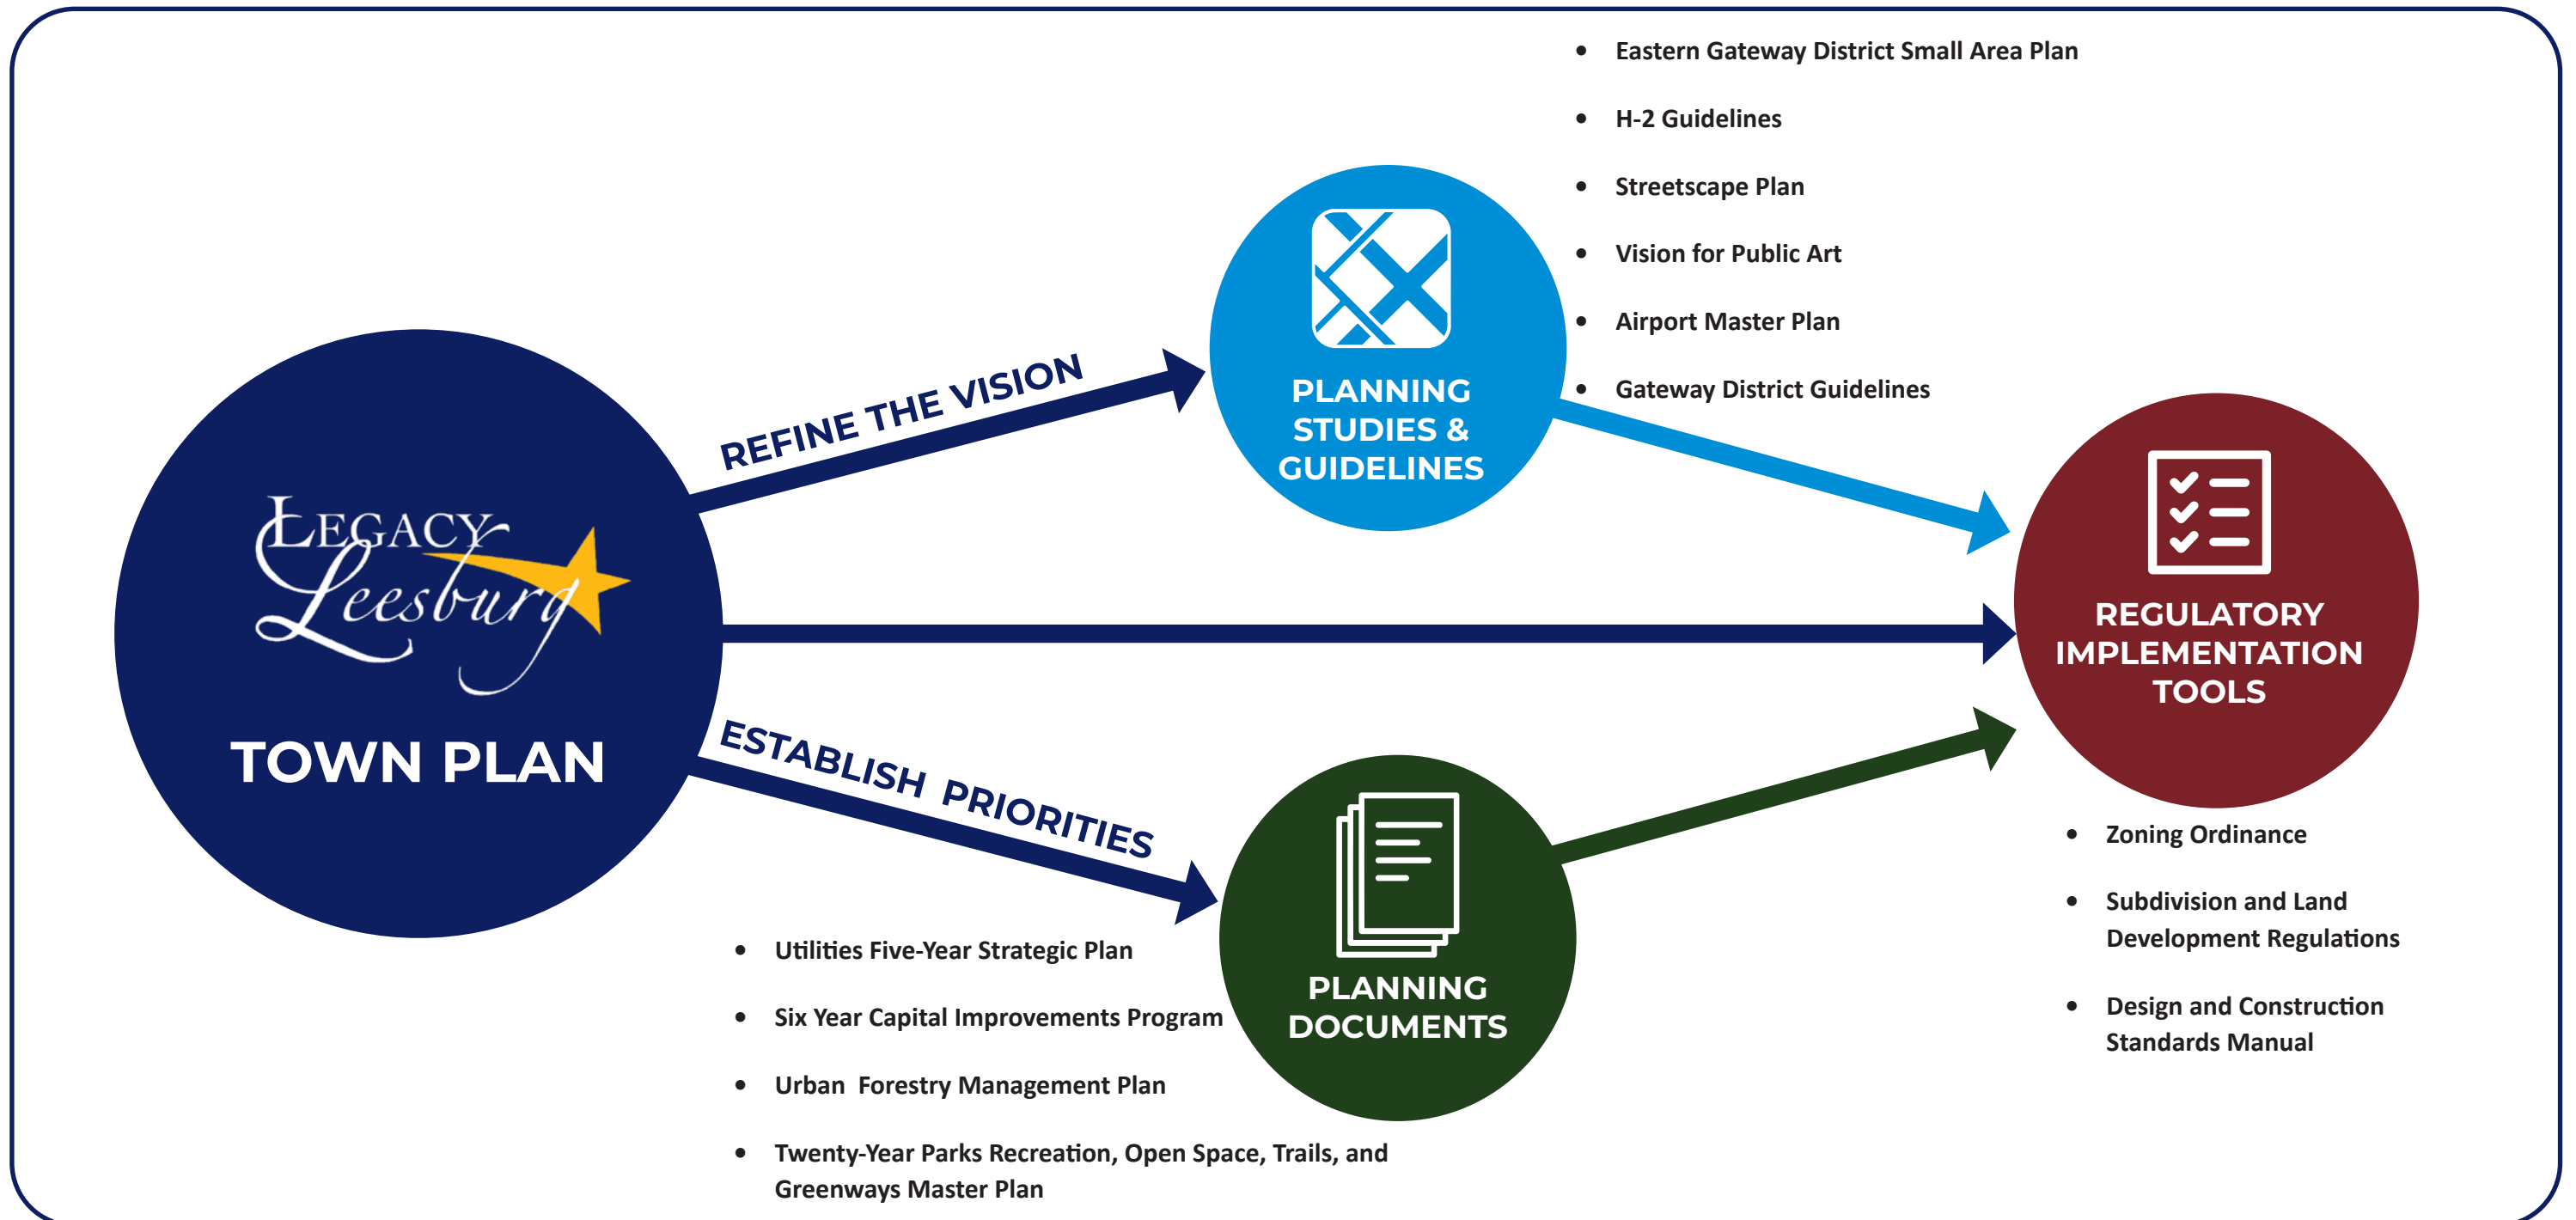 LEGACY
Leesburg
TOWN PLAN
REFINE THE VISION
PLANNING
STUDIES &
GUIDELINES
• Eastern Gateway District Small Area Plan
• H-2 Guidelines
• Streetscape Plan
• Vision for Public Art
• Airport Master Plan
• Gateway District Guidelines
ESTABLISH PRIORITIES
PLANNING
DOCUMENTS
• Utilities Five-Year Strategic Plan
• Six Year Capital Improvements Program
• Urban Forestry Management Plan
• Twenty-Year Parks Recreation, Open Space, Trails, and
Greenways Master Plan
REGULATORY
IMPLEMENTATION
TOOLS
• Zoning Ordinance
• Subdivision and Land
Development Regulations
• Design and Construction
Standards Manual